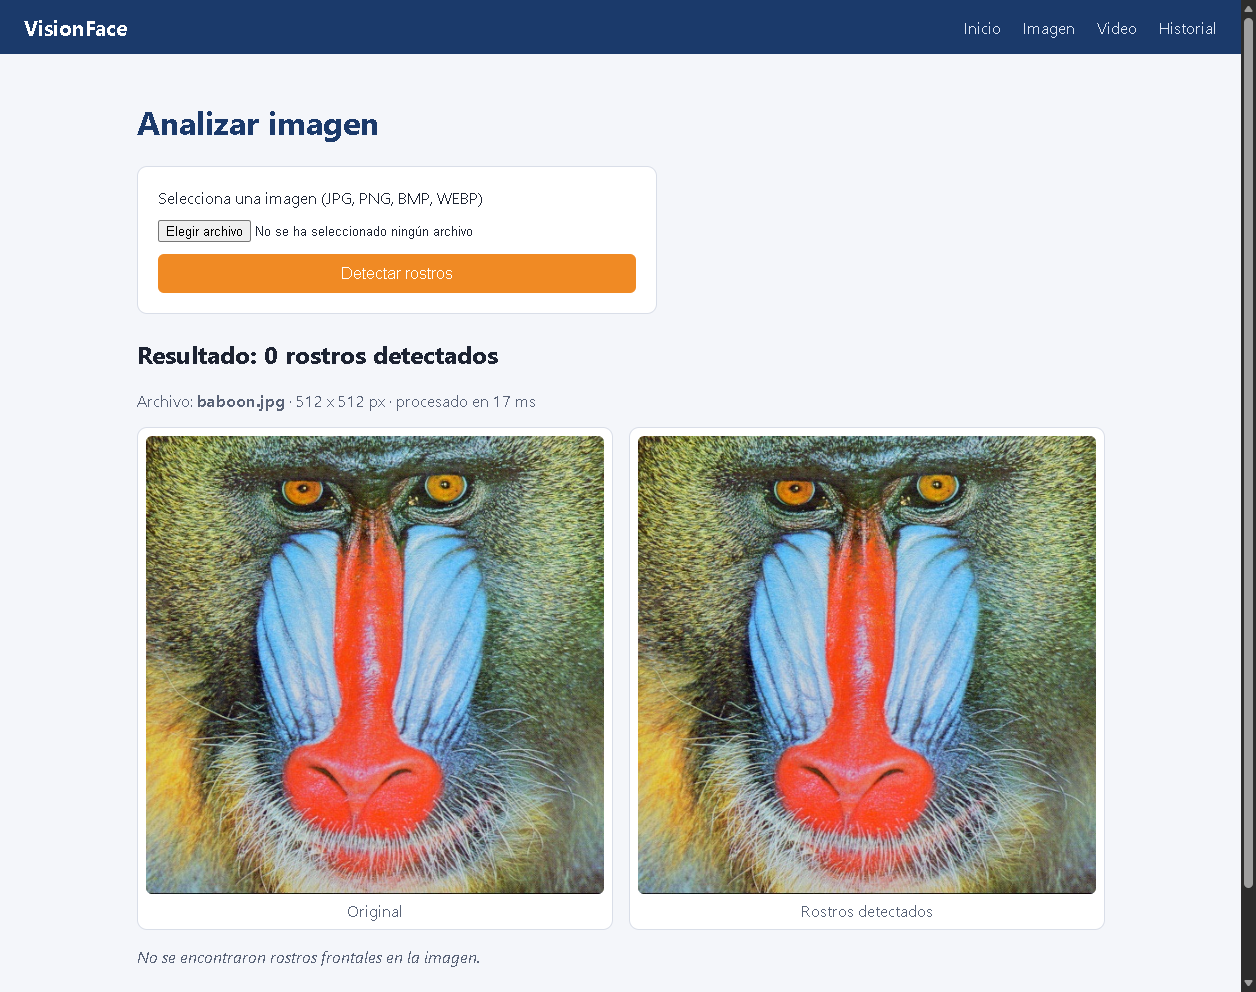 VisionFace
Inicio Imagen Video Historial
Analizar imagen
Selecciona una imagen (JPG, PNG, BMP, WEBP)
Elegir archivo No se ha seleccionado ningún archivo
Detectar rostros
Resultado: 0 rostros detectados
Archivo: baboon.jpg · 512 x 512 px · procesado en 17 ms
Original
Rostros detectados
No se encontraron rostros frontales en la imagen.